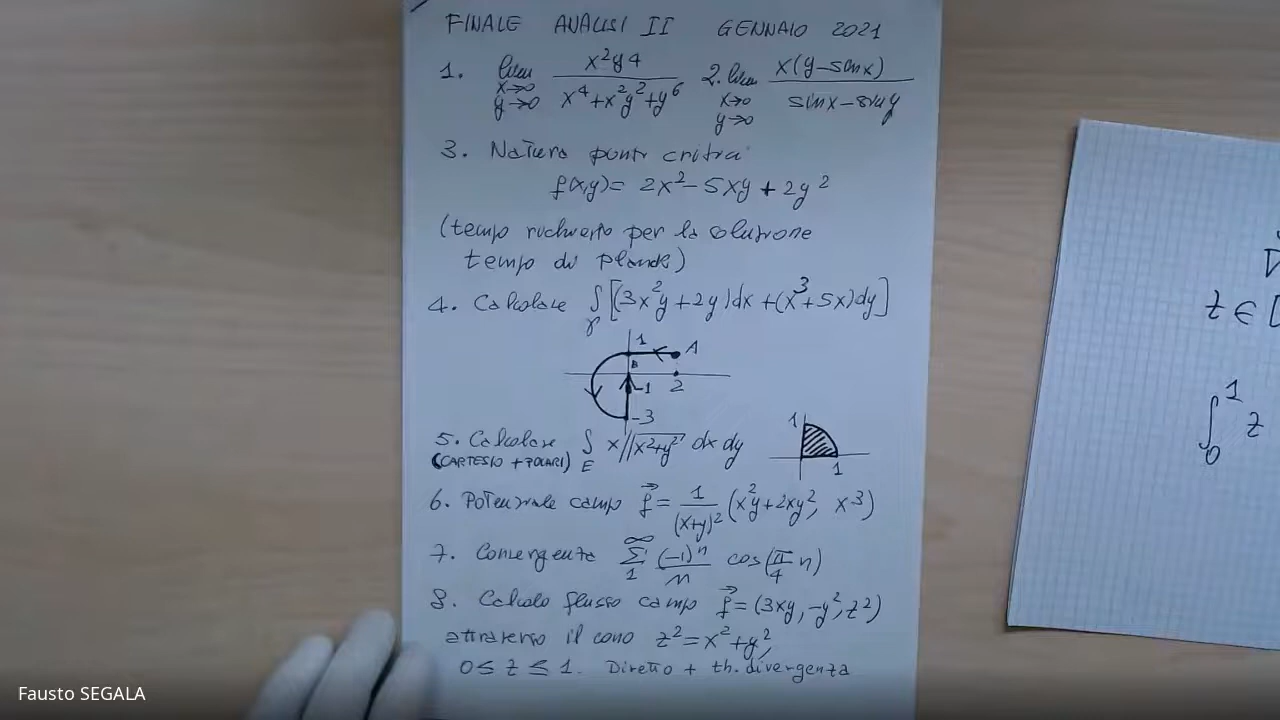 FINALE ANALISI II GENNAIO 2021
1. lim x→0 y→0 x²y4 / x⁴+x²y²+y⁶ 2. lim x→0 y→0 x(y-senx) / sinx-siny
3. Natura punti critici
f(x,y)= 2x²-5xy+2y²
(tempo richiesto per la soluzione
tempo di planck)
4. Calcolare ∫γ [(3x²y+2y)dx+(x³+5x)dy]
1 A
B
-1 2
-3
5. Calcolare ∫E x/√x²+y² dx dy 1
(CARTESIO + POLARI) 1
6. Potenziale campo f⃗= 1/(x+y)² (x²y+2xy², x3)
7. Convergenza ∑1∞ (-1)ⁿ/n cos(π/4 n)
8. Calcolo flusso campo f⃗=(3xy,-y²,z²)
attraverso il cono z²=x²+y²,
0≤z≤1. Diretto + th. divergenza
z∈[
∫01 z
Fausto SEGALA